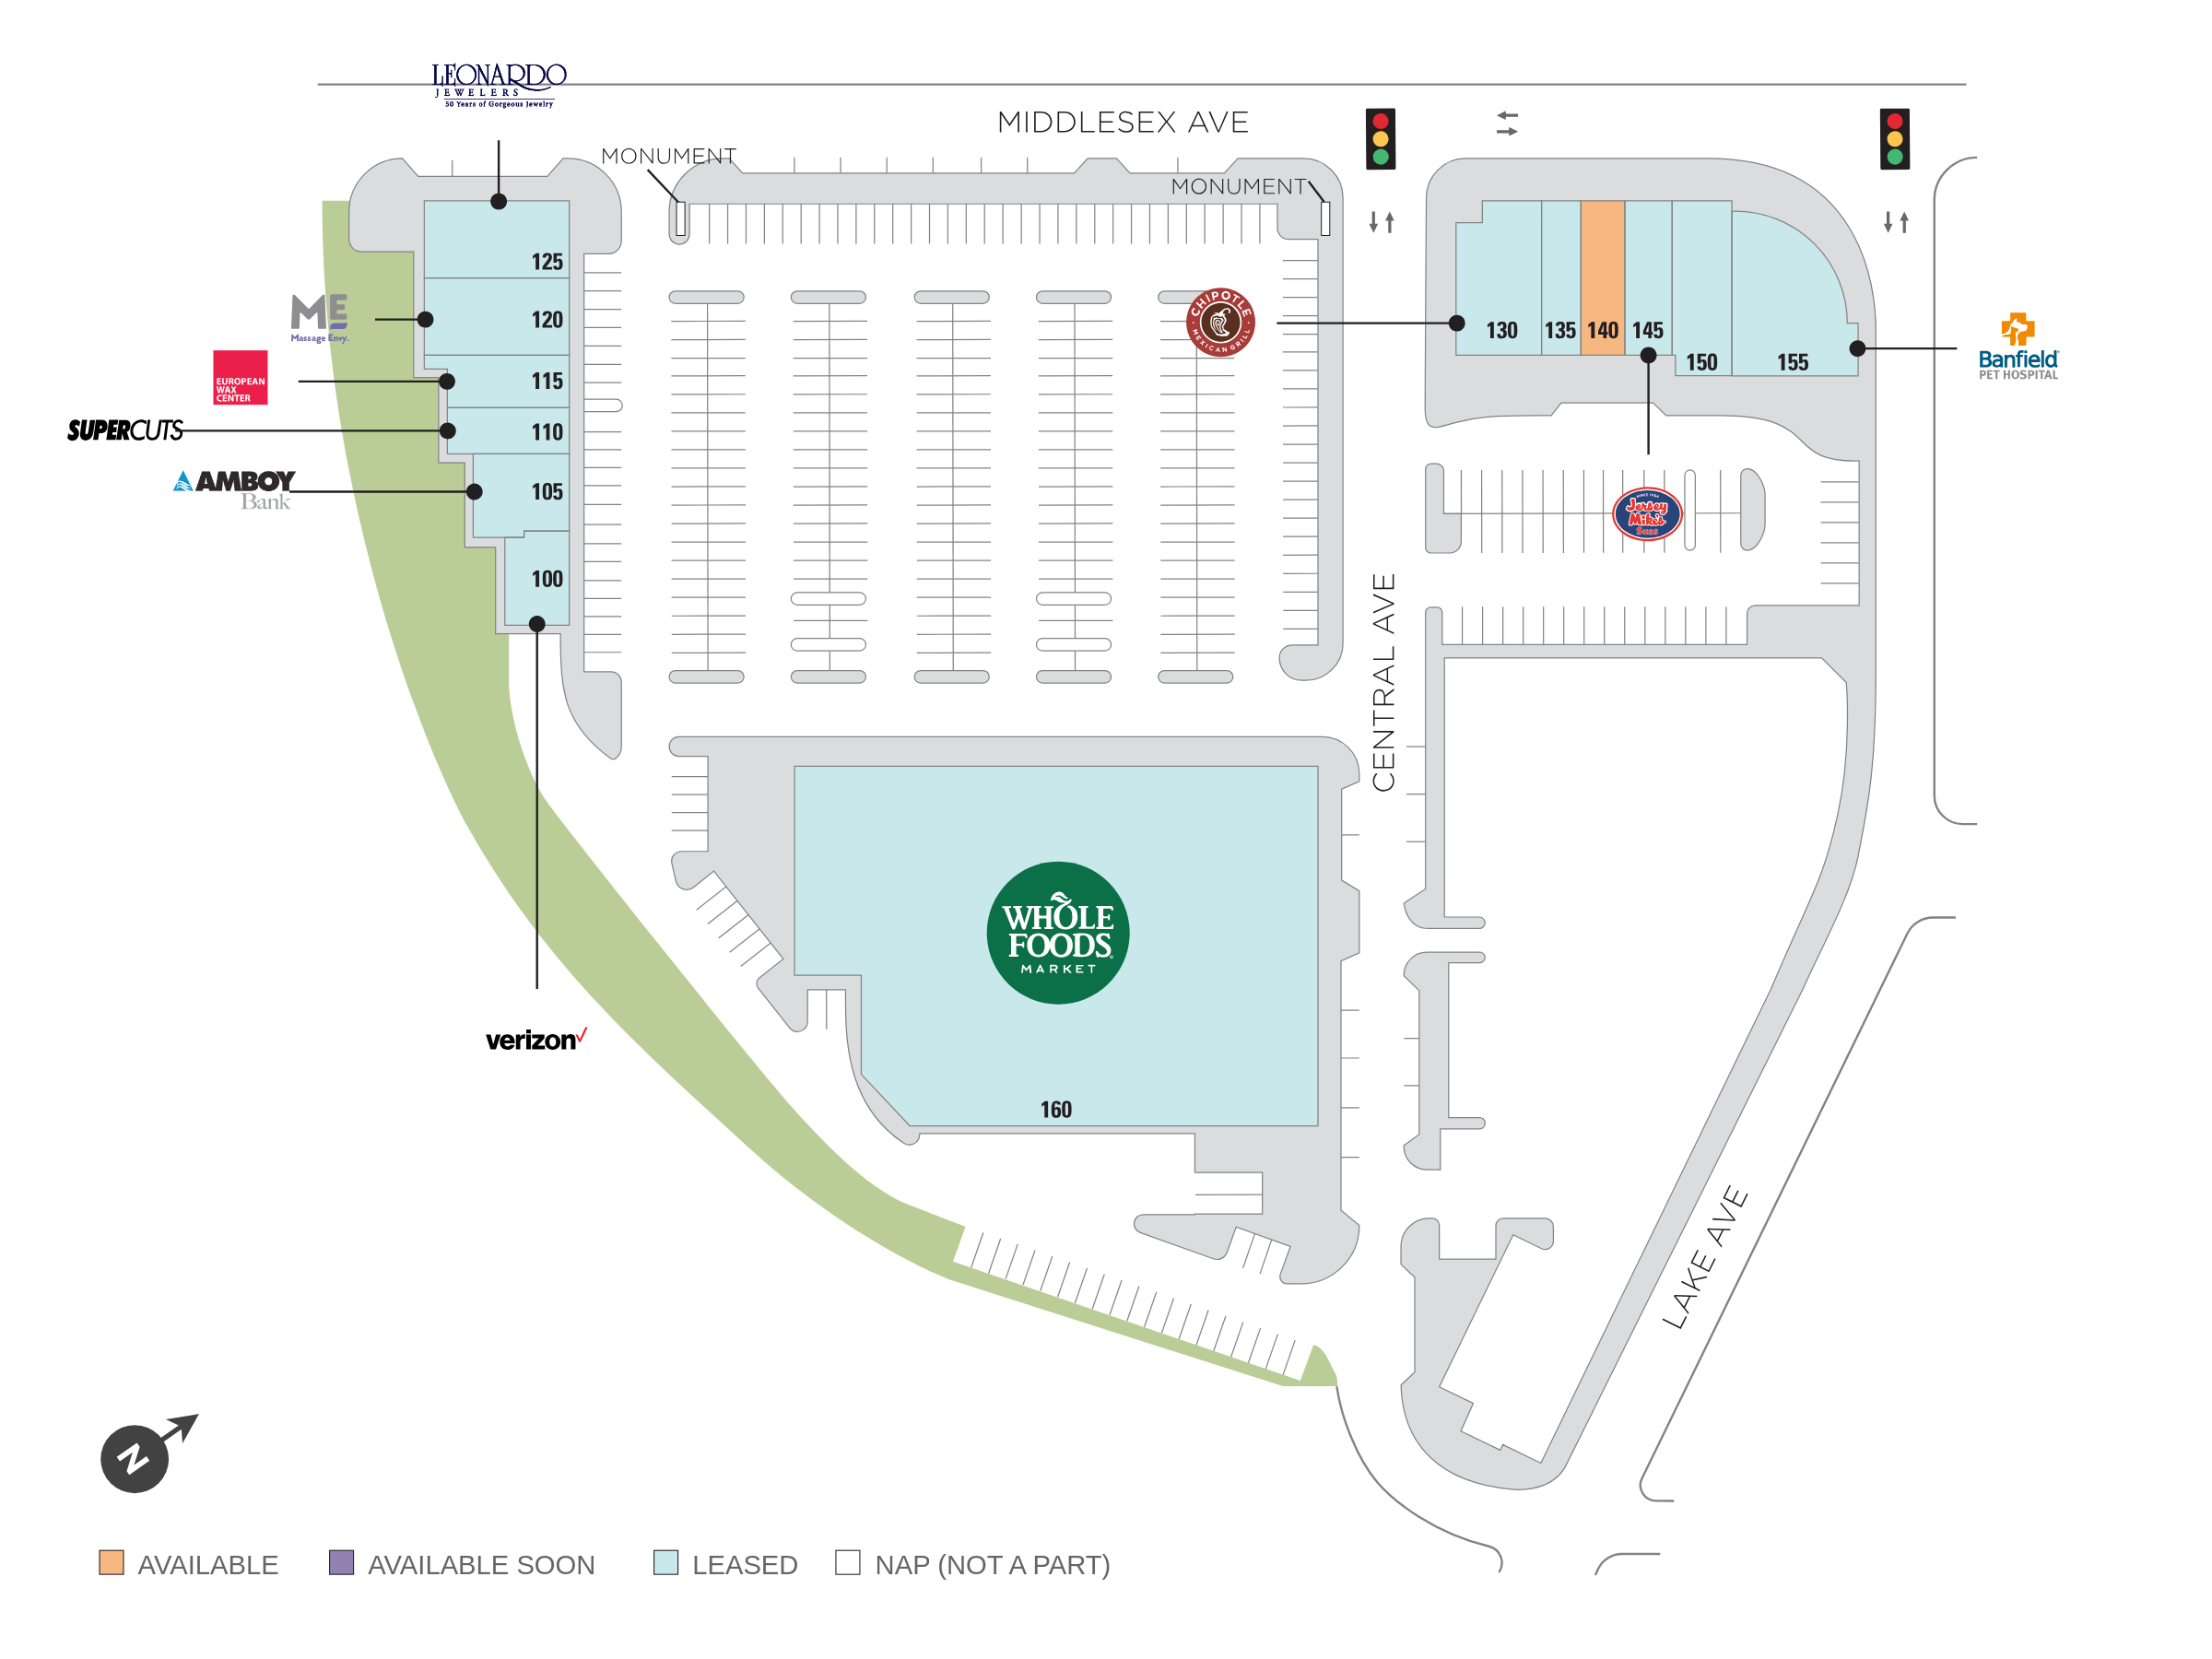 LEONARDO
JEWELERS
50 Years of Gorgeous Jewelry
MIDDLESEX AVE
MONUMENT
MONUMENT
125
120
115
110
105
100
ME
Massage Envy.
EUROPEAN
WAX
CENTER
SUPERCUTS
AMBOY
Bank
verizon
CHIPOTLE
MEXICAN GRILL
130
135
140
145
150
155
Banfield
PET HOSPITAL
SINCE 1956
Jersey
Mike's
SUBS
CENTRAL AVE
WHOLE
FOODS
MARKET
160
LAKE AVE
N
AVAILABLE
AVAILABLE SOON
LEASED
NAP (NOT A PART)